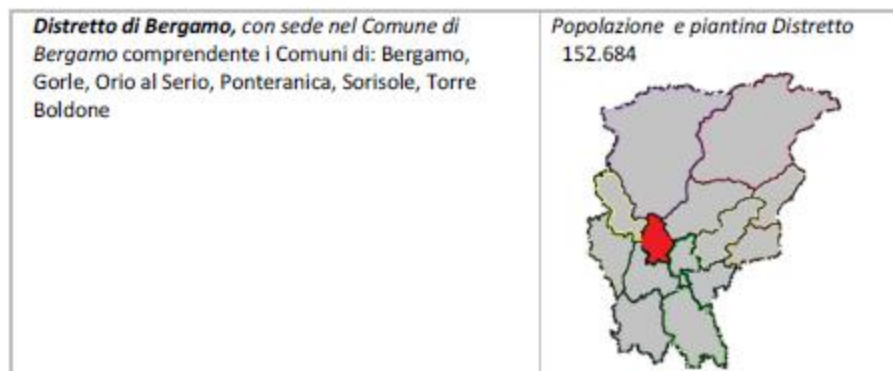 Distretto di Bergamo, con sede nel Comune di
Bergamo comprendente i Comuni di: Bergamo,
Gorle, Orio al Serio, Ponteranica, Sorisole, Torre
Boldone
Popolazione e piantina Distretto
152.684